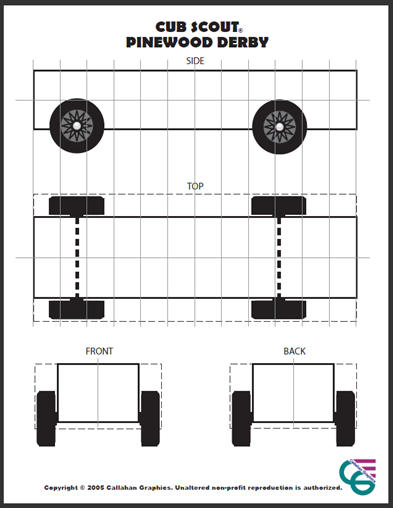 CUB SCOUT®
PINEWOOD DERBY
SIDE
TOP
FRONT
BACK
Copyright © 2005 Callahan Graphics. Unaltered non-profit reproduction is authorized.